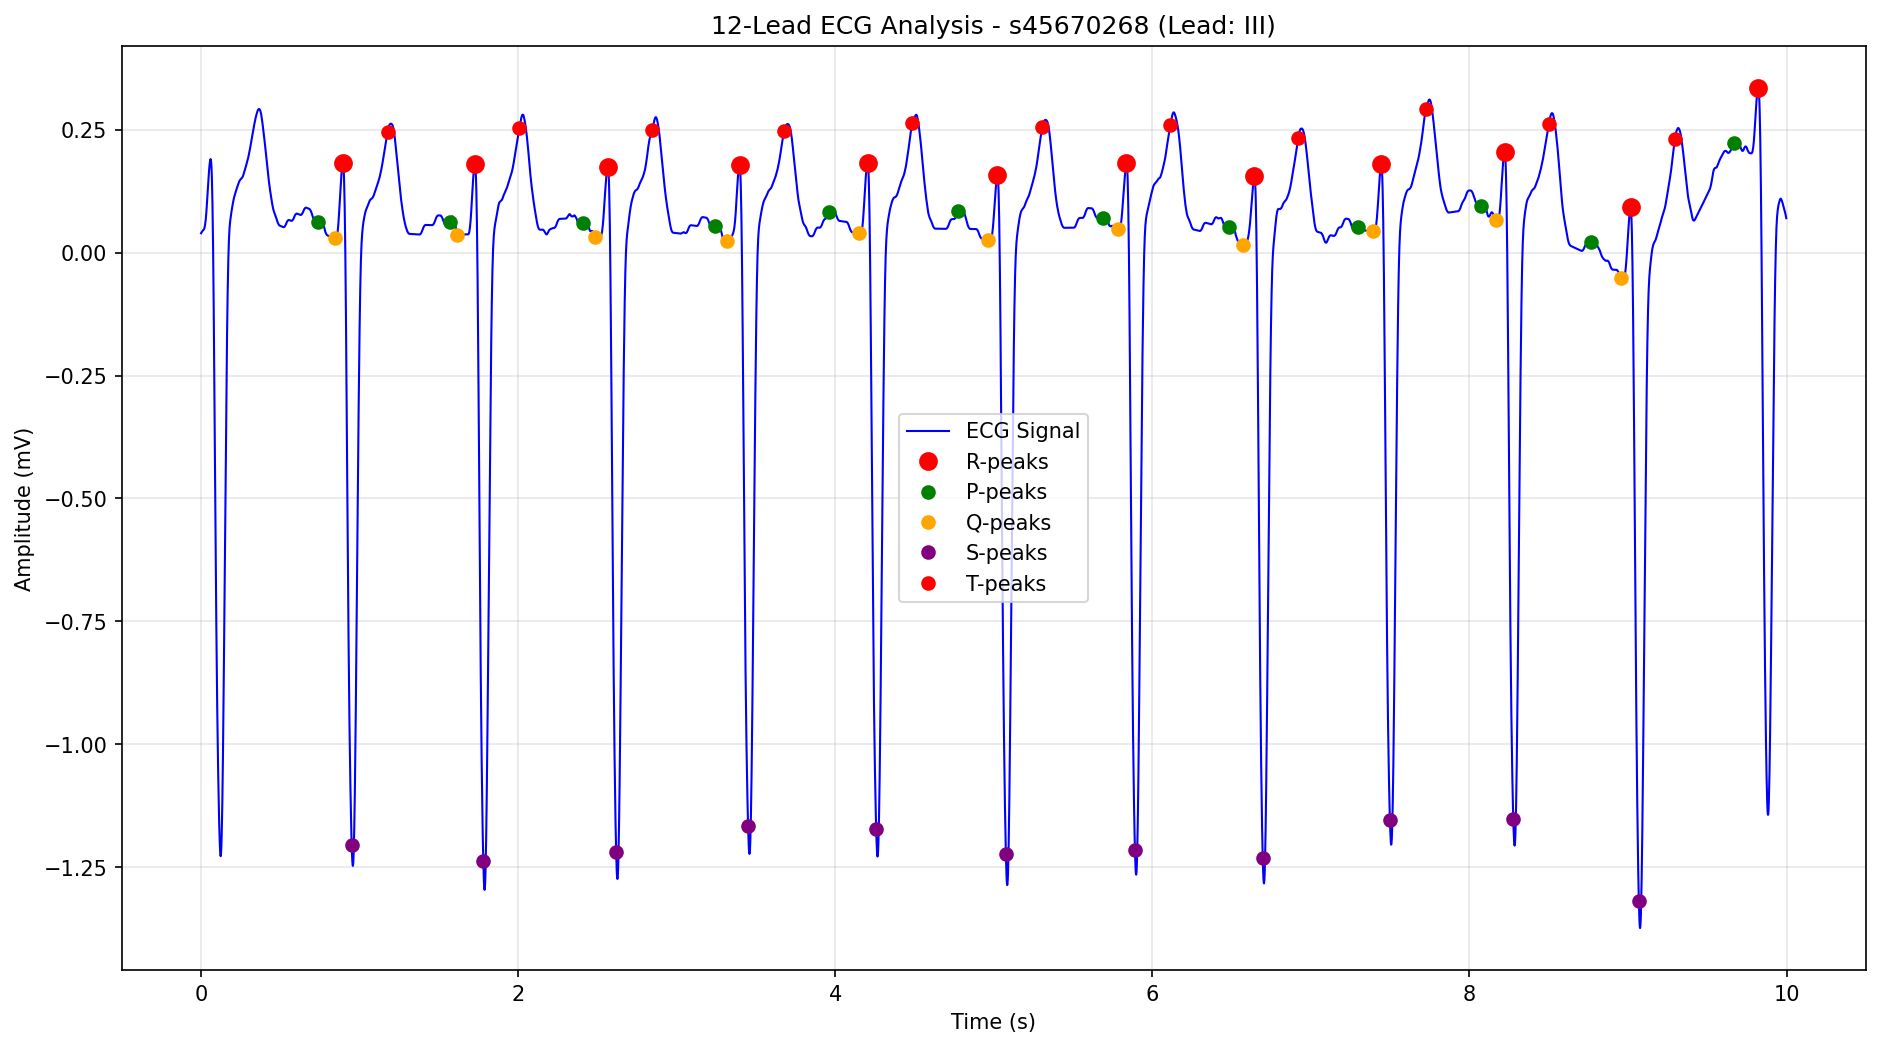 12-Lead ECG Analysis - s45670268 (Lead: III)
Amplitude (mV)
0.25
0.00
−0.25
−0.50
−0.75
−1.00
−1.25
ECG Signal
R-peaks
P-peaks
Q-peaks
S-peaks
T-peaks
0 2 4 6 8 10
Time (s)